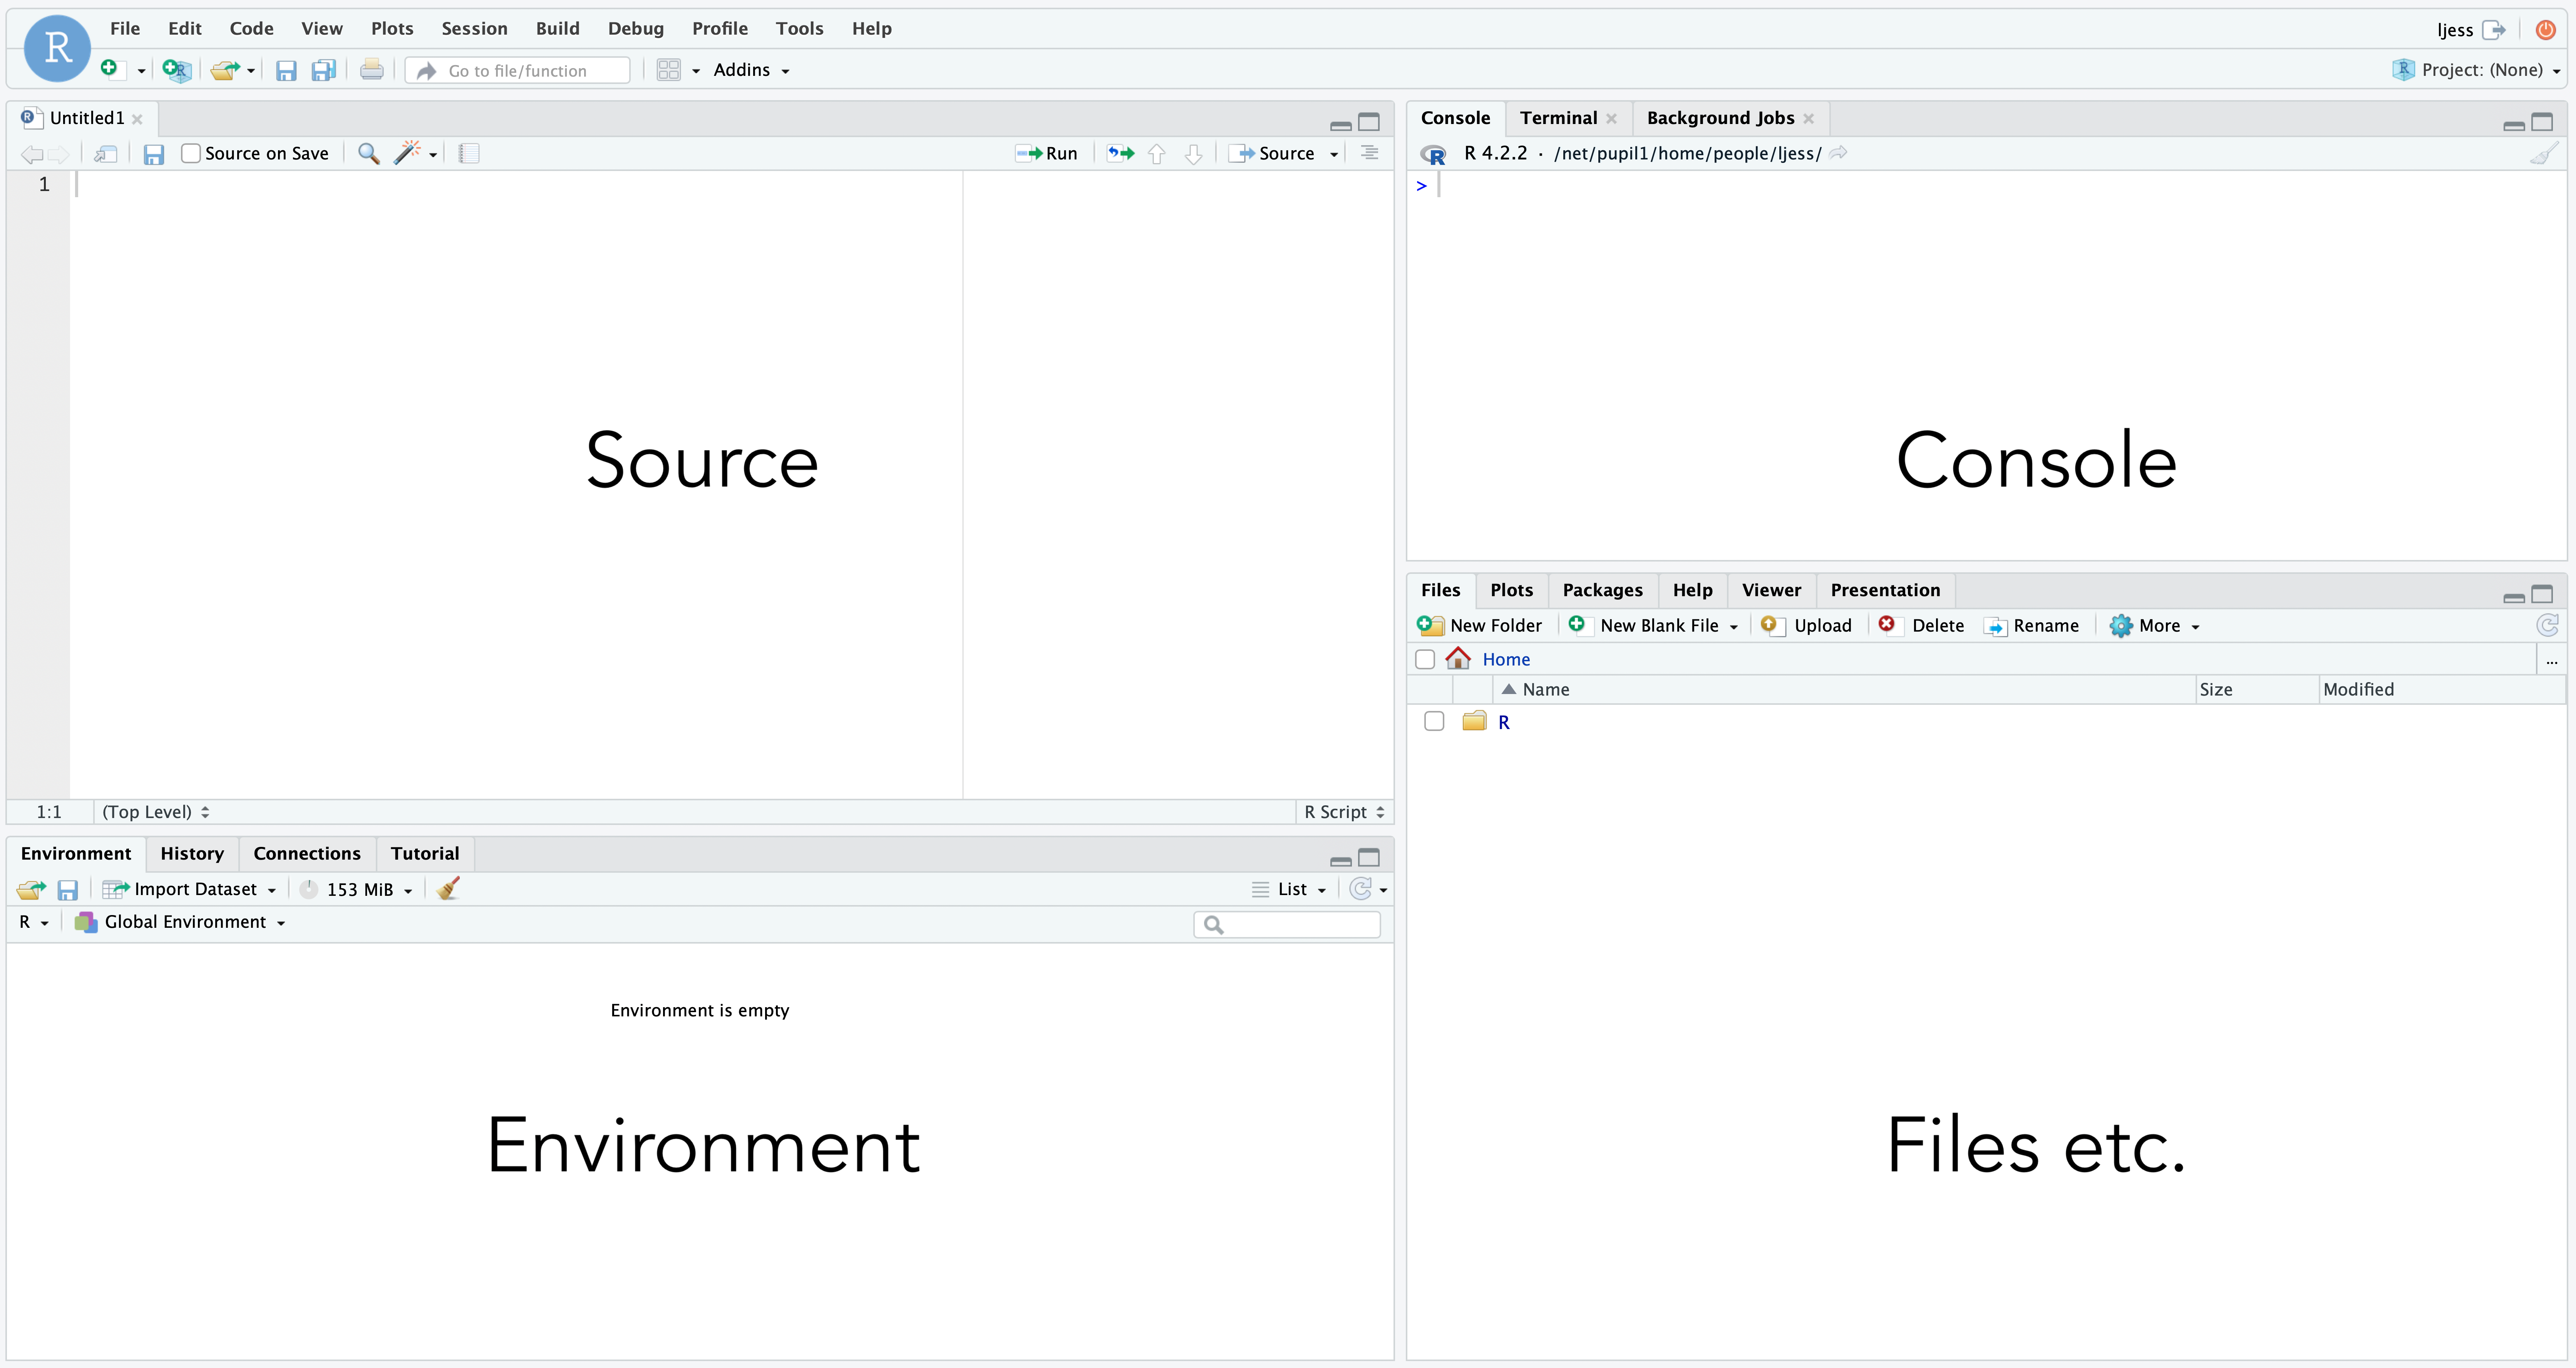 R
File Edit Code View Plots Session Build Debug Profile Tools Help
ljess
Go to file/function
Addins
R Project: (None)
Untitled1
Source on Save
Run
Source
1
Source
1:1 (Top Level) R Script
Console Terminal Background Jobs
R R 4.2.2 · /net/pupil1/home/people/ljess/
>
Console
Environment History Connections Tutorial
Import Dataset 153 MiB List
R Global Environment
Environment is empty
Environment
Files Plots Packages Help Viewer Presentation
New Folder New Blank File Upload Delete Rename More
Home ...
Name Size Modified
R
Files etc.